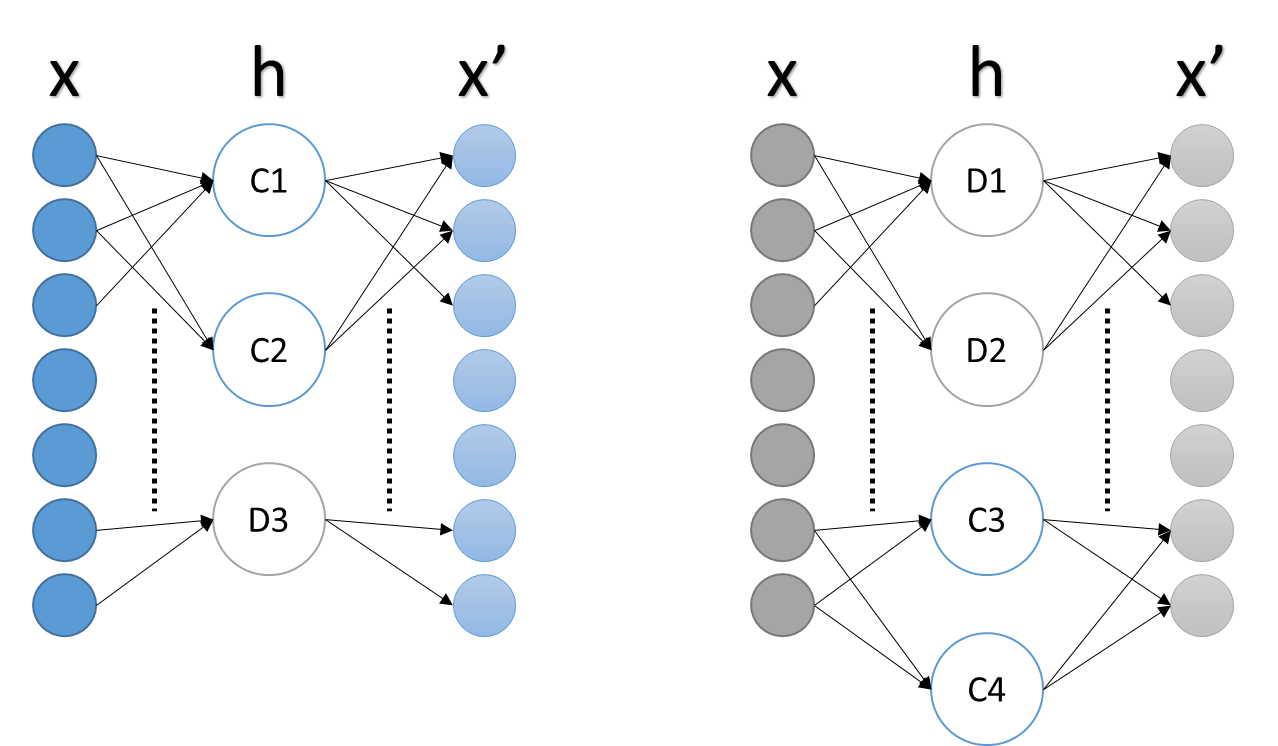 x h x’
C1
C2
D3
x h x’
D1
D2
C3
C4